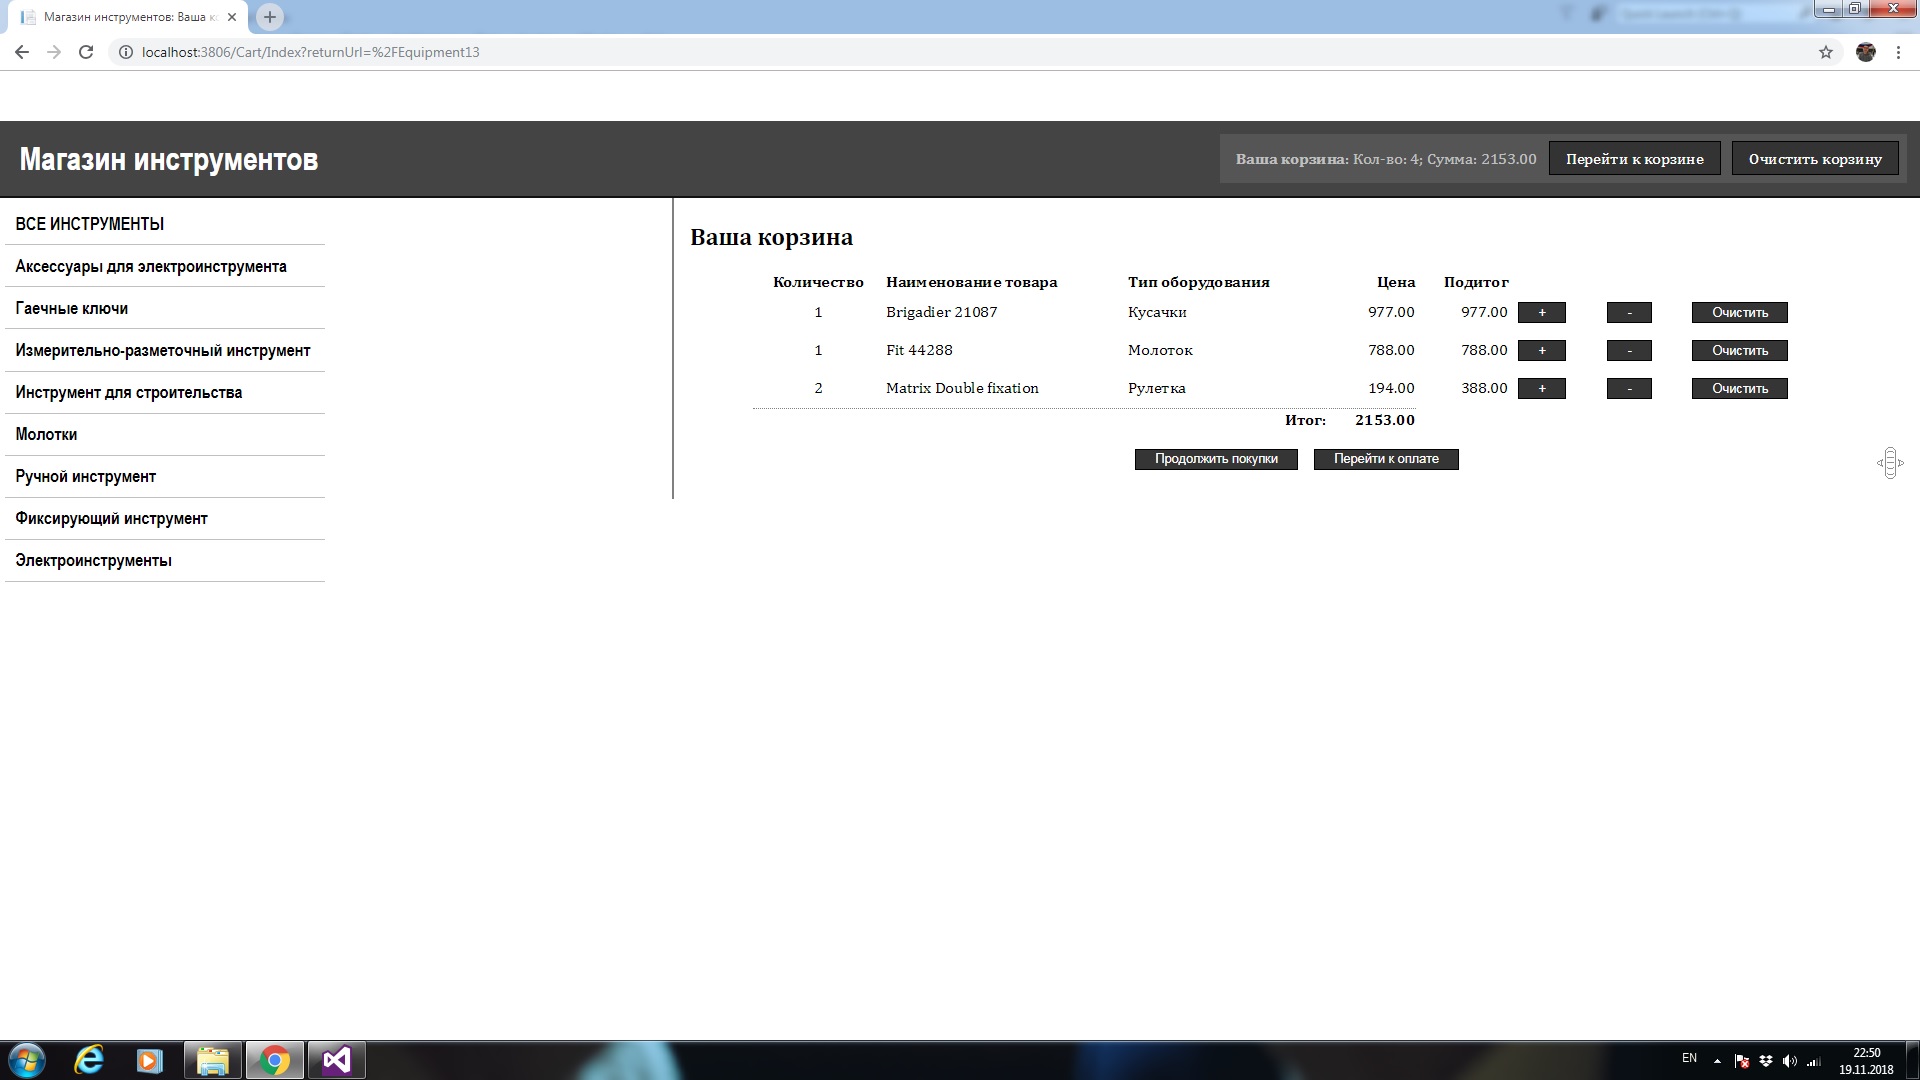 Магазин инструментов: Ваша к
localhost:3806/Cart/Index?returnUrl=%2FEquipment13
Магазин инструментов
Ваша корзина: Кол-во: 4; Сумма: 2153.00 Перейти к корзине Очистить корзину
ВСЕ ИНСТРУМЕНТЫ
Аксессуары для электроинструмента
Гаечные ключи
Измерительно-разметочный инструмент
Инструмент для строительства
Молотки
Ручной инструмент
Фиксирующий инструмент
Электроинструменты
Ваша корзина
Количество Наименование товара Тип оборудования Цена Подитог
1 Brigadier 21087 Кусачки 977.00 977.00 + - Очистить
1 Fit 44288 Молоток 788.00 788.00 + - Очистить
2 Matrix Double fixation Рулетка 194.00 388.00 + - Очистить
Итог: 2153.00
Продолжить покупки Перейти к оплате
EN
22:50
19.11.2018